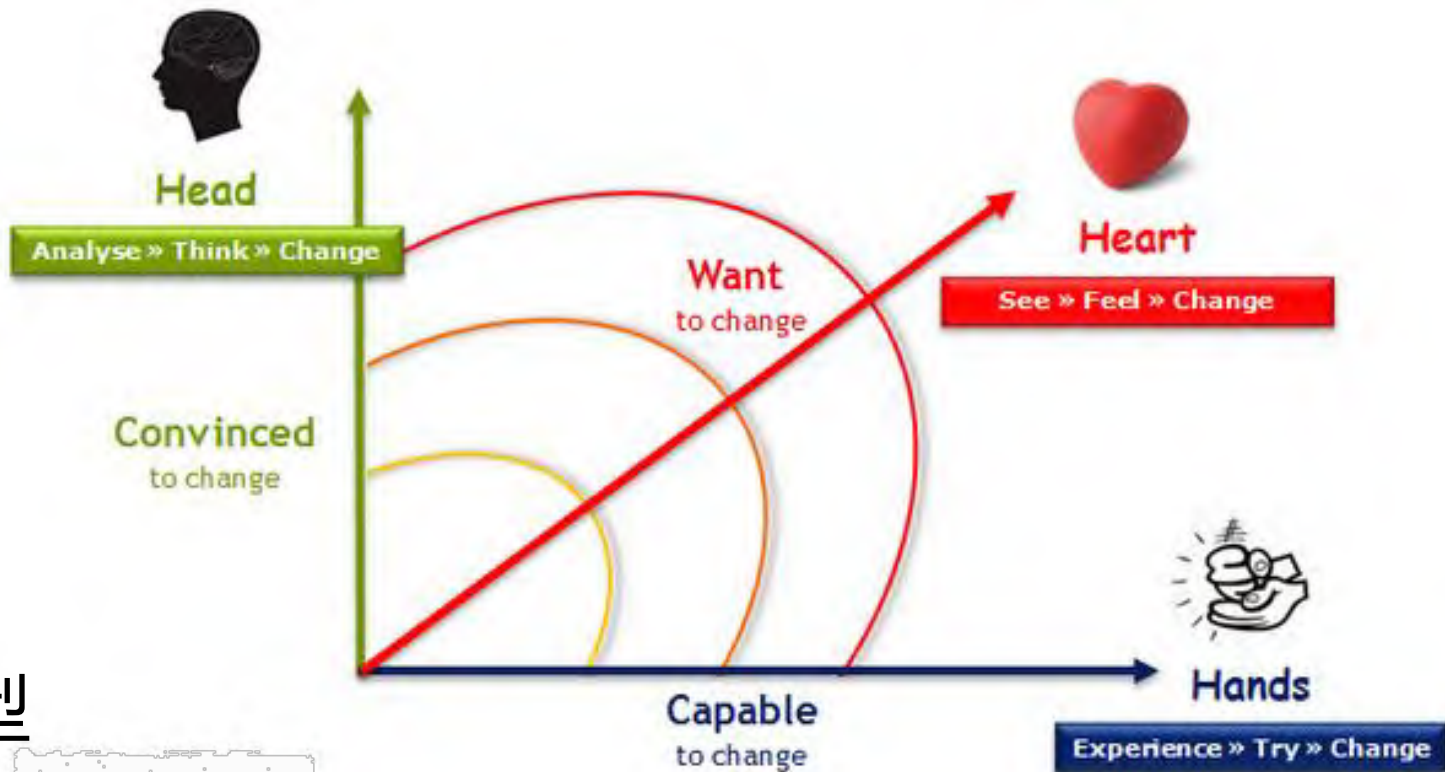 Head
Analyse » Think » Change
Heart
See » Feel » Change
Want
to change
Convinced
to change
Capable
to change
Hands
Experience » Try » Change